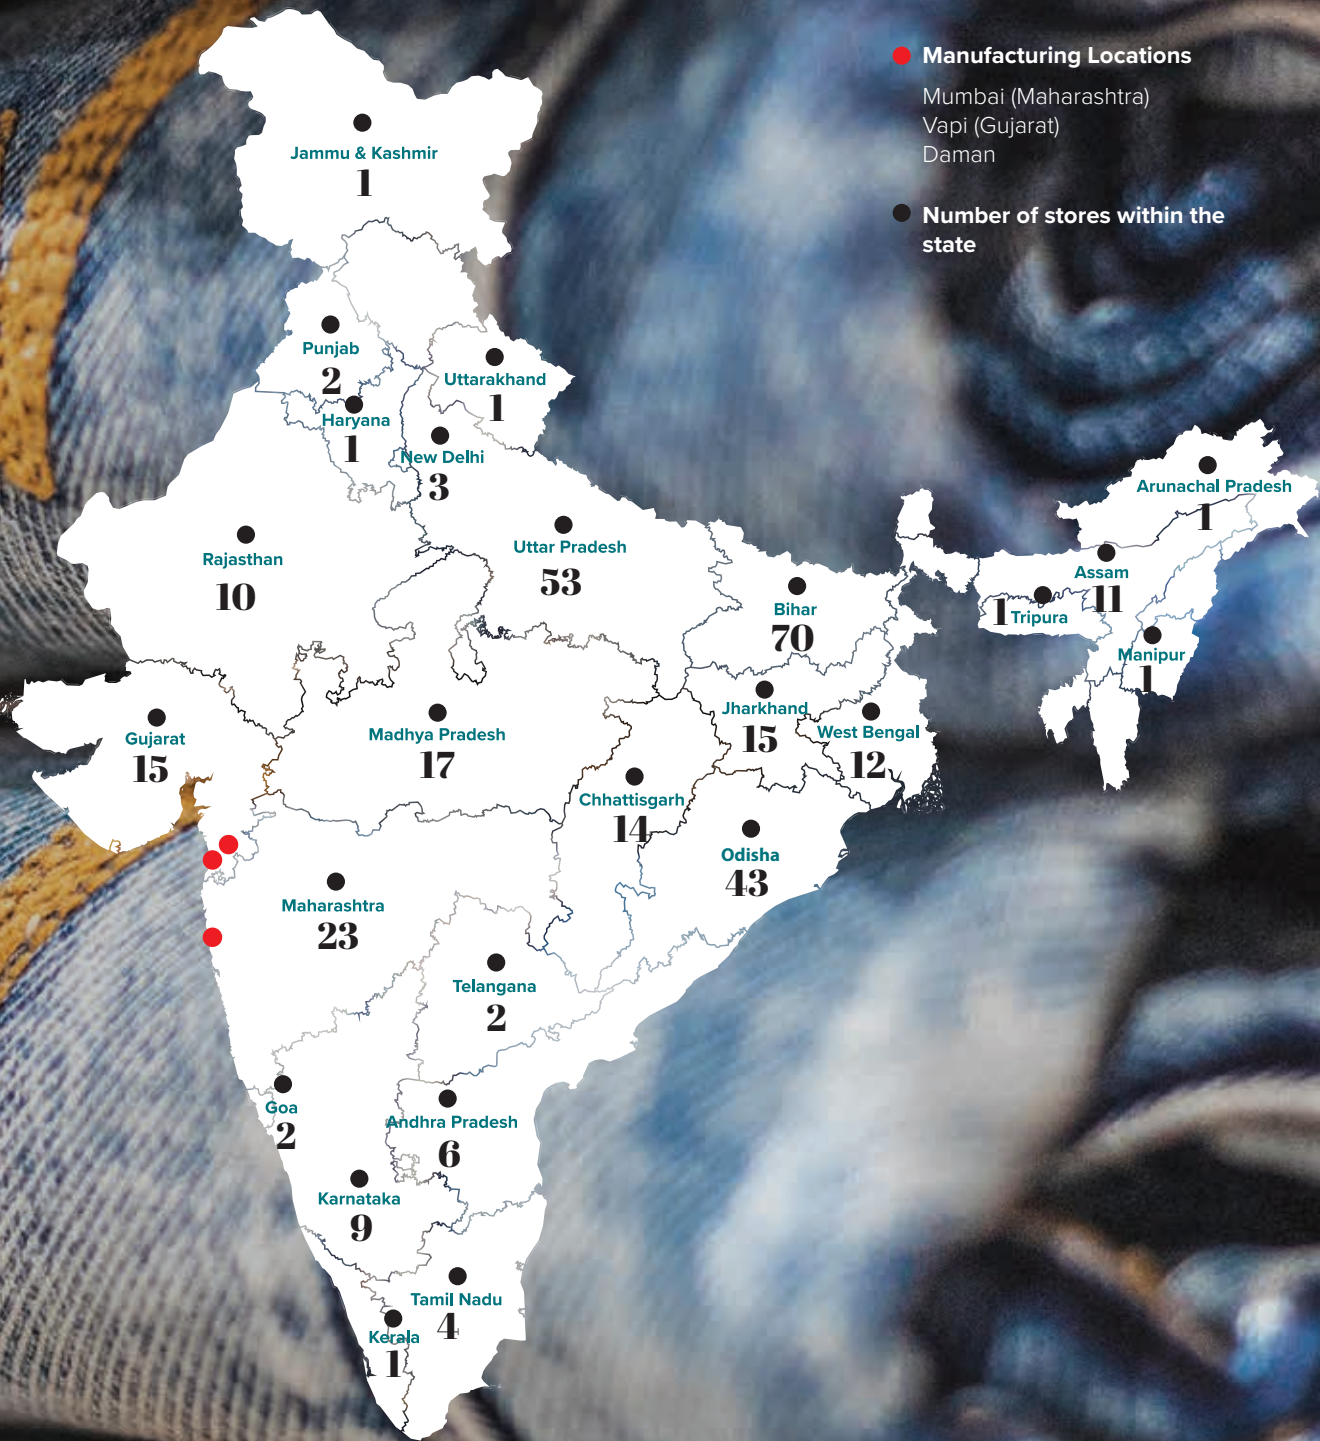 Manufacturing Locations
Mumbai (Maharashtra)
Vapi (Gujarat)
Daman
Number of stores within the
state
Jammu & Kashmir
1
Punjab
2
Uttarakhand
1
Haryana
1
New Delhi
3
Rajasthan
10
Uttar Pradesh
53
Bihar
70
Arunachal Pradesh
1
Assam
11
Tripura
1
Manipur
1
Gujarat
15
Madhya Pradesh
17
Jharkhand
15
West Bengal
12
Chhattisgarh
14
Odisha
43
Maharashtra
23
Telangana
2
Goa
2
Andhra Pradesh
6
Karnataka
9
Tamil Nadu
4
Kerala
1